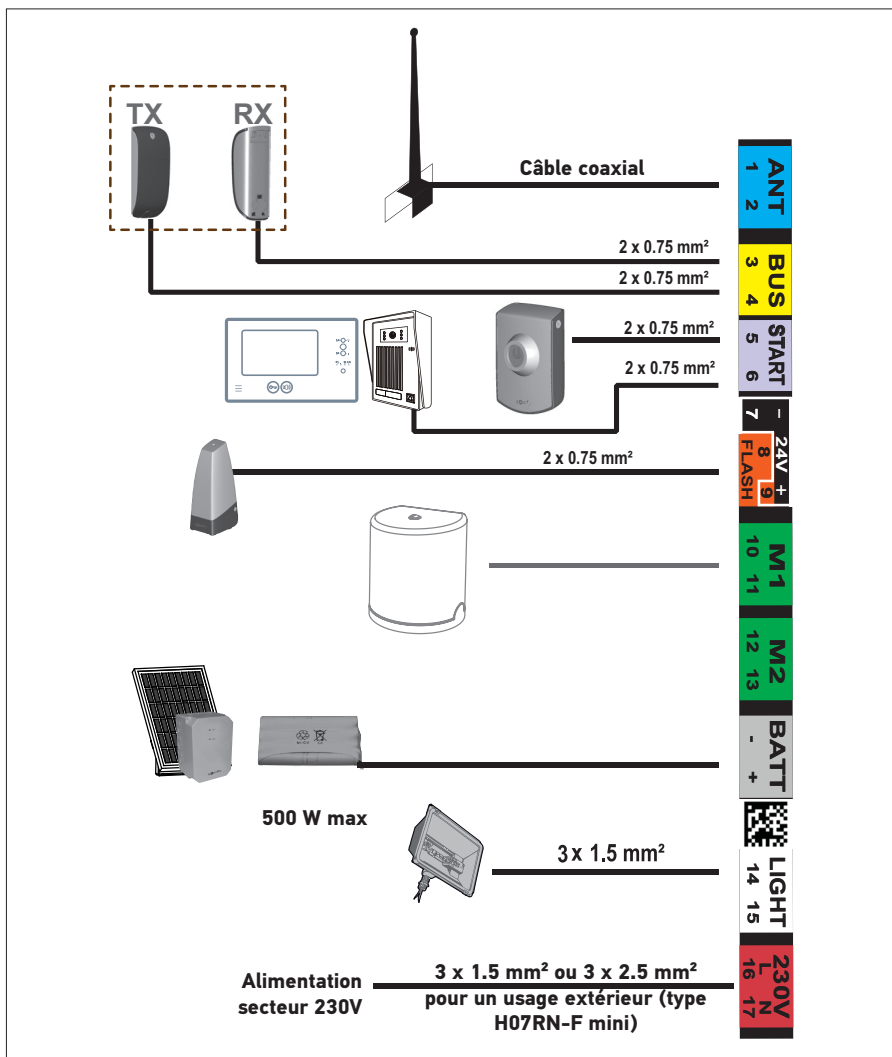 TX RX
Câble coaxial
ANT
1 2
2 x 0.75 mm²
2 x 0.75 mm²
BUS
3 4
2 x 0.75 mm²
2 x 0.75 mm²
START
5 6
2 x 0.75 mm²
- 24V +
7 8 9
FLASH
M1
10 11
M2
12 13
BATT
- +
500 W max
3 x 1.5 mm²
LIGHT
14 15
Alimentation
secteur 230V
3 x 1.5 mm² ou 3 x 2.5 mm²
pour un usage extérieur (type
H07RN-F mini)
230V
L N
16 17